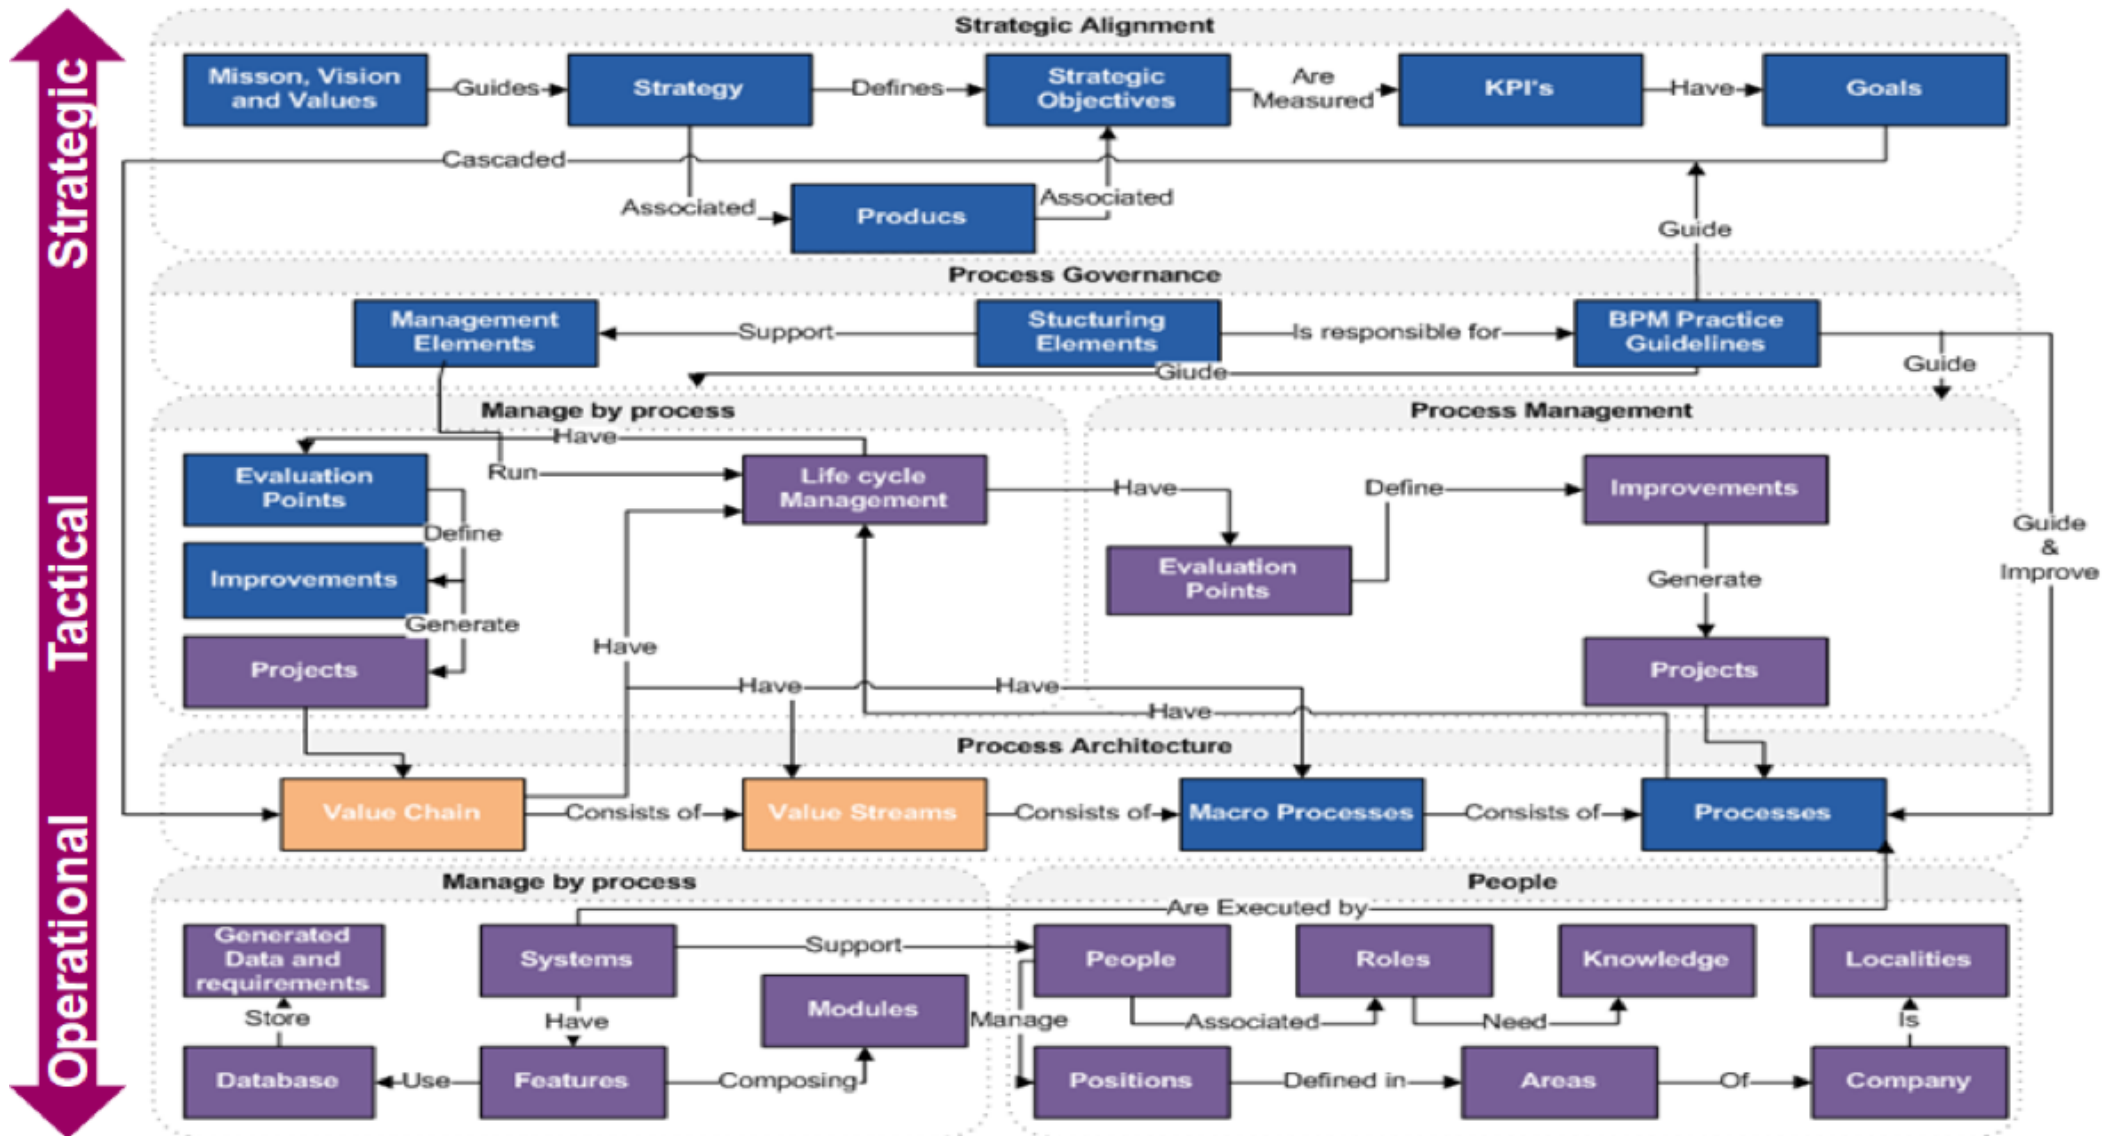 Strategic
Tactical
Operational
Strategic Alignment
Misson, Vision
and Values
Guides
Strategy
Defines
Strategic
Objectives
Are
Measured
KPI's
Have
Goals
Cascaded
Associated
Producs
Associated
Guide
Process Governance
Management
Elements
Support
Stucturing
Elements
Is responsible for
BPM Practice
Guidelines
Giude
Guide
Guide
&
Improve
Manage by process
Have
Evaluation
Points
Run
Life cycle
Management
Define
Improvements
Generate
Projects
Have
Have
Have
Have
Process Management
Have
Evaluation
Points
Define
Improvements
Generate
Projects
Process Architecture
Value Chain
Consists of
Value Streams
Consists of
Macro Processes
Consists of
Processes
Manage by process
Generated
Data and
requirements
Systems
Support
Modules
Store
Have
Database
Use
Features
Composing
People
Are Executed by
People
Roles
Knowledge
Localities
Manage
Associated
Need
Is
Positions
Defined in
Areas
Of
Company